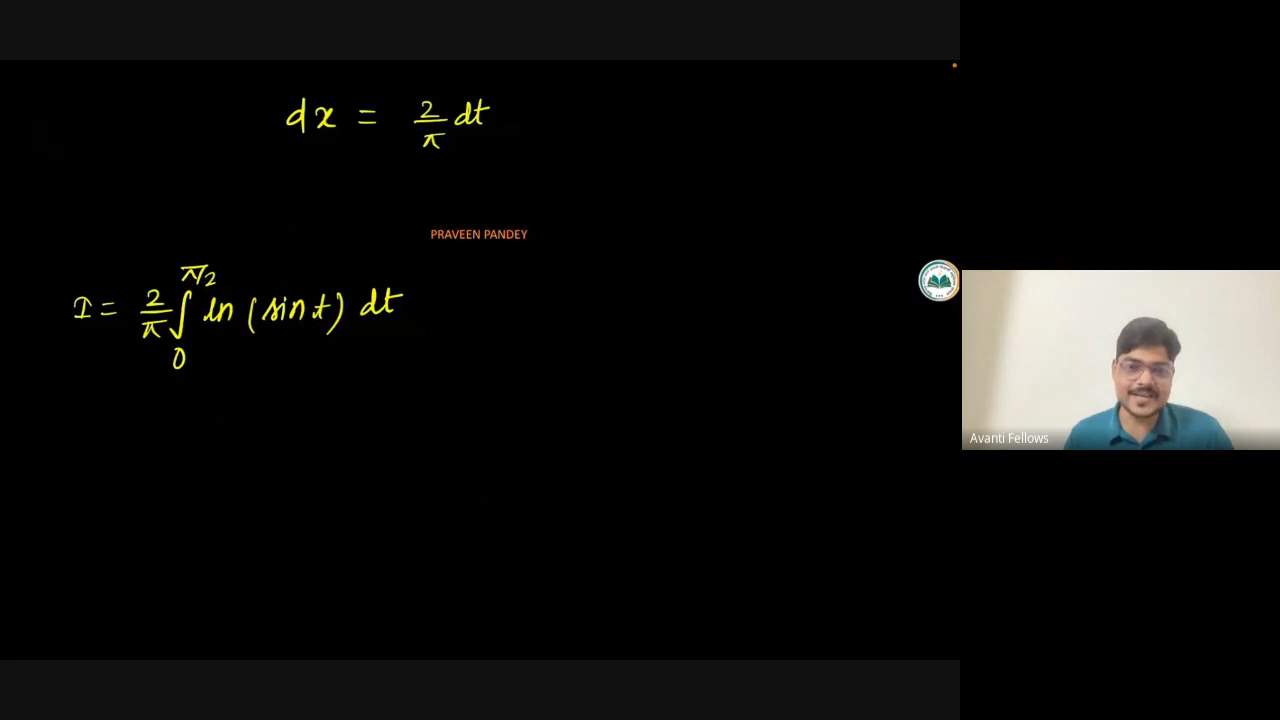 dx = 2/π dt
PRAVEEN PANDEY
I = 2/π ∫₀^π/2 ln (sin t) dt
Avanti Fellows